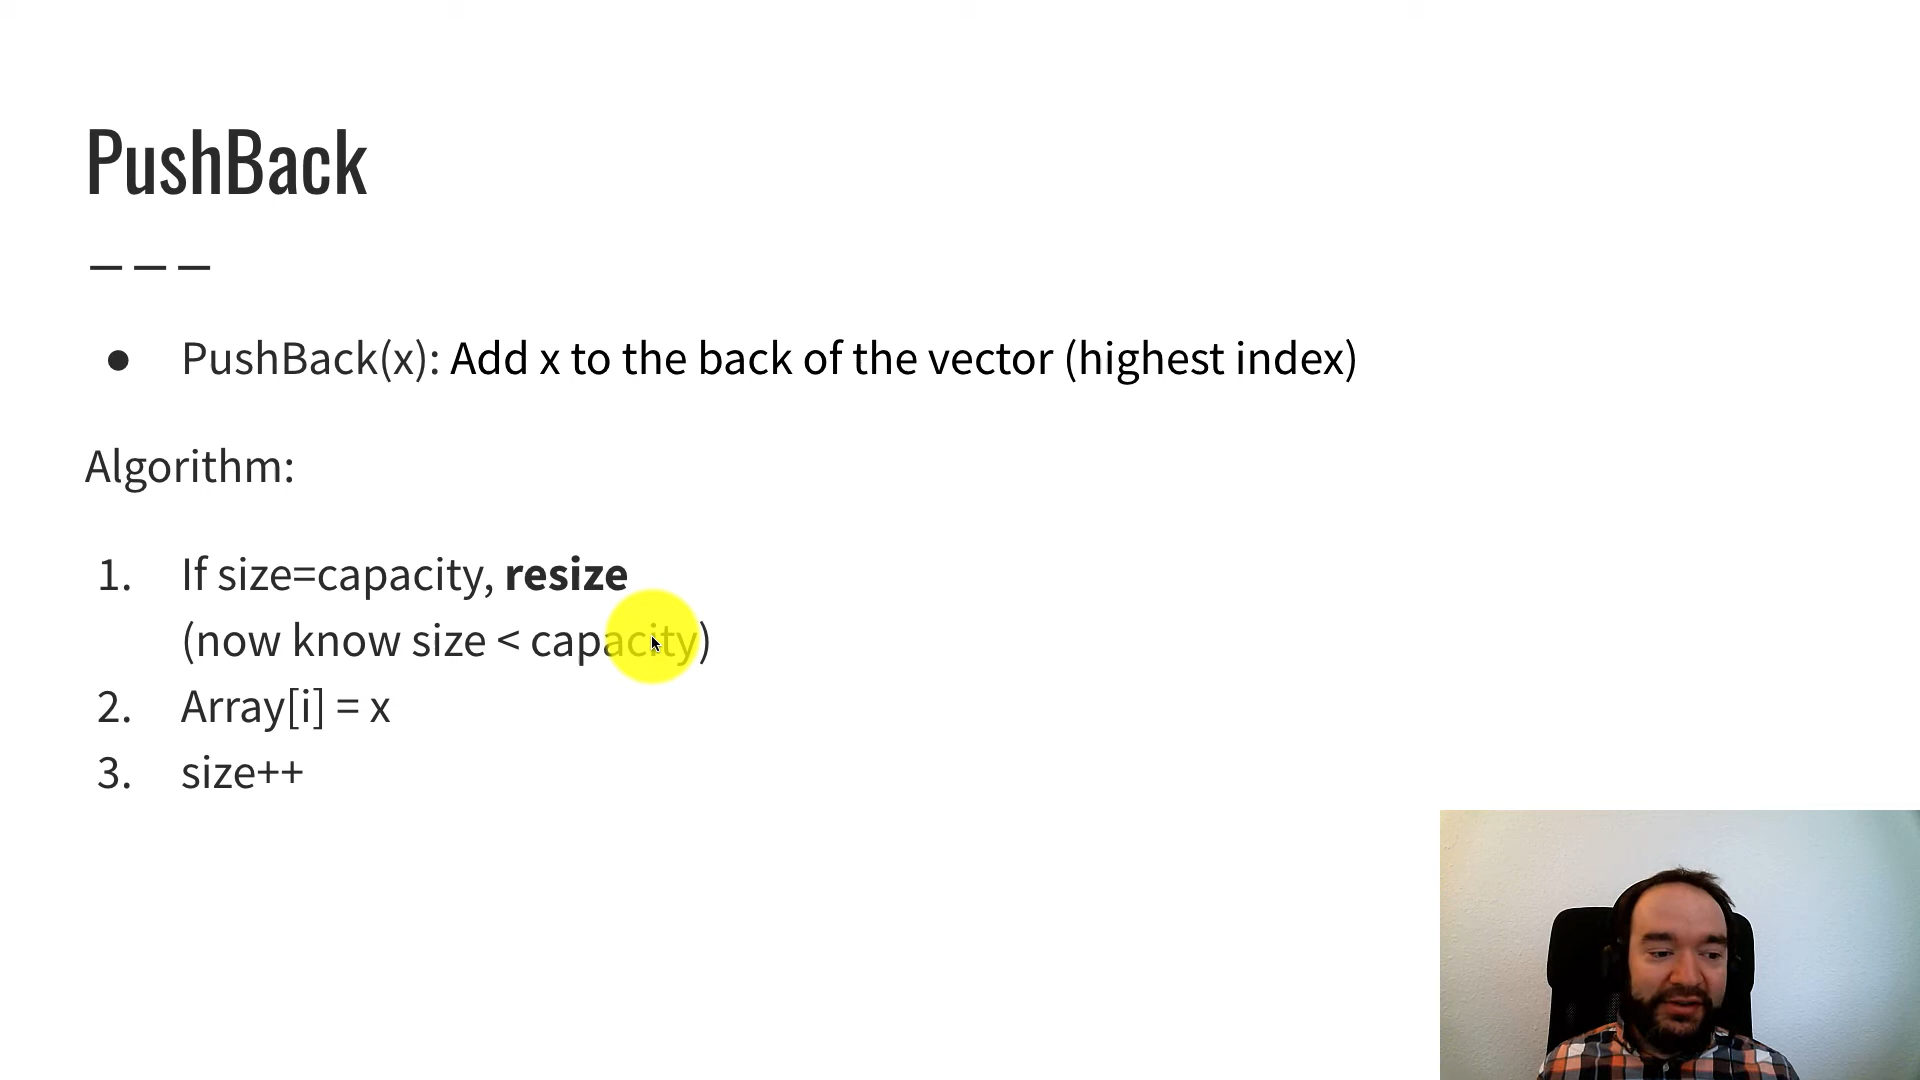 PushBack
● PushBack(x): Add x to the back of the vector (highest index)
Algorithm:
1. If size=capacity, resize
(now know size < capacity)
2. Array[i] = x
3. size++